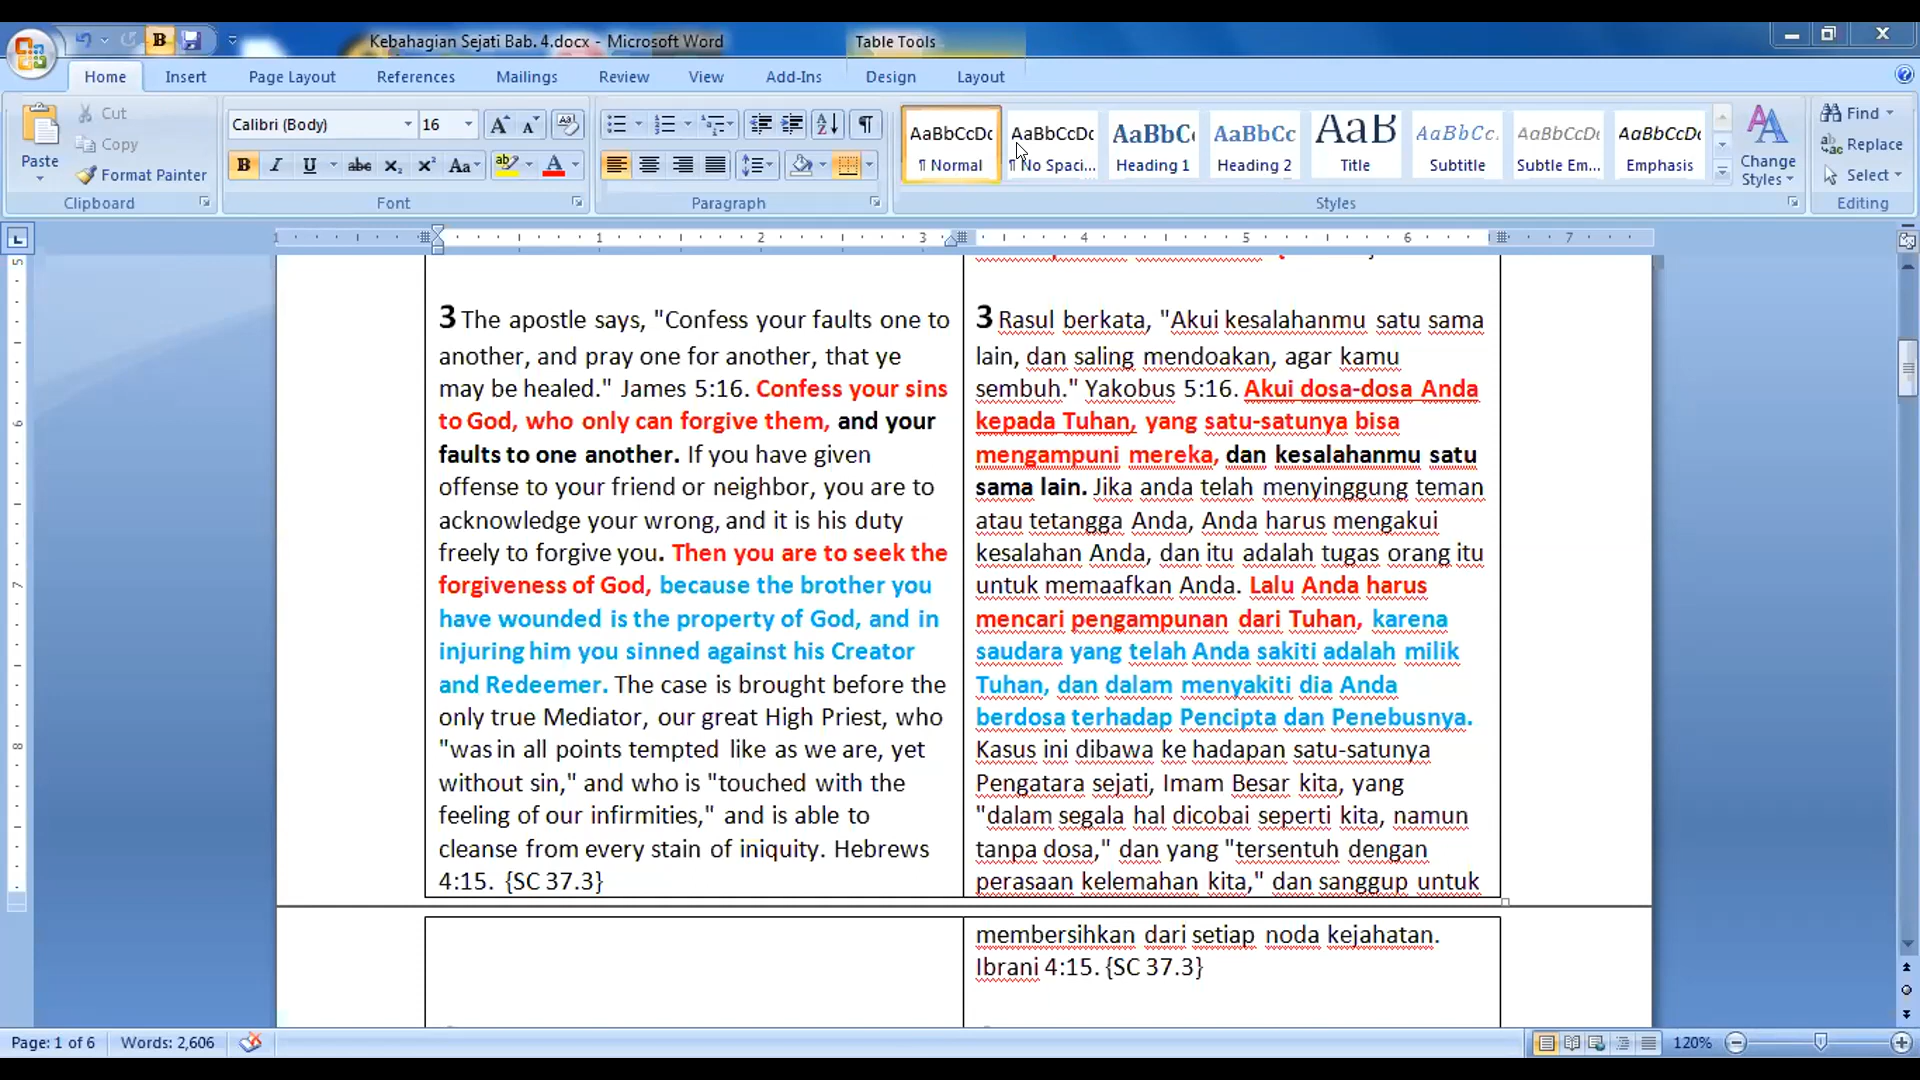 Kebahagian Sejati Bab. 4.docx - Microsoft Word
Table Tools
Home
Insert
Page Layout
References
Mailings
Review
View
Add-Ins
Design
Layout
Paste
Cut
Copy
Format Painter
Clipboard
Calibri (Body)
16
Font
Paragraph
AaBbCcDc
¶ Normal
AaBbCcDc
¶ No Spaci...
AaBbC
Heading 1
AaBbCc
Heading 2
AaB
Title
AaBbCc.
Subtitle
AaBbCcDc
Subtle Em...
AaBbCcDc
Emphasis
Change
Styles
Styles
Find
Replace
Select
Editing
3 The apostle says, "Confess your faults one to
another, and pray one for another, that ye
may be healed." James 5:16. Confess your sins
to God, who only can forgive them, and your
faults to one another. If you have given
offense to your friend or neighbor, you are to
acknowledge your wrong, and it is his duty
freely to forgive you. Then you are to seek the
forgiveness of God, because the brother you
have wounded is the property of God, and in
injuring him you sinned against his Creator
and Redeemer. The case is brought before the
only true Mediator, our great High Priest, who
"was in all points tempted like as we are, yet
without sin," and who is "touched with the
feeling of our infirmities," and is able to
cleanse from every stain of iniquity. Hebrews
4:15. {SC 37.3}
3 Rasul berkata, "Akui kesalahanmu satu sama
lain, dan saling mendoakan, agar kamu
sembuh." Yakobus 5:16. Akui dosa-dosa Anda
kepada Tuhan, yang satu-satunya bisa
mengampuni mereka, dan kesalahanmu satu
sama lain. Jika anda telah menyinggung teman
atau tetangga Anda, Anda harus mengakui
kesalahan Anda, dan itu adalah tugas orang itu
untuk memaafkan Anda. Lalu Anda harus
mencari pengampunan dari Tuhan, karena
saudara yang telah Anda sakiti adalah milik
Tuhan, dan dalam menyakiti dia Anda
berdosa terhadap Pencipta dan Penebusnya.
Kasus ini dibawa ke hadapan satu-satunya
Pengatara sejati, Imam Besar kita, yang
"dalam segala hal dicobai seperti kita, namun
tanpa dosa," dan yang "tersentuh dengan
perasaan kelemahan kita," dan sanggup untuk
membersihkan dari setiap noda kejahatan.
Ibrani 4:15. {SC 37.3}
Page: 1 of 6
Words: 2,606
120%